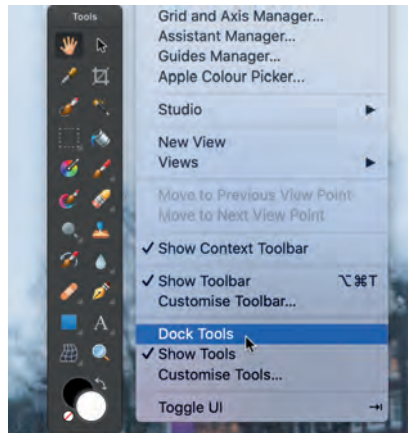 Tools
Grid and Axis Manager...
Assistant Manager...
Guides Manager...
Apple Colour Picker...
Studio
New View
Views
Move to Previous View Point
Move to Next View Point
✓ Show Context Toolbar
✓ Show Toolbar ⌥⌘T
Customise Toolbar...
Dock Tools
✓ Show Tools
Customise Tools...
Toggle UI ⇥
A